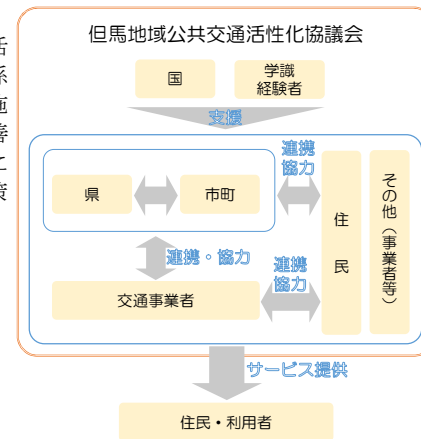 但馬地域公共交通活性化協議会
国
学識
経験者
支援
県
市町
連携
協力
住民
その他（事業者等）
連携・協力
連携
協力
交通事業者
サービス提供
住民・利用者